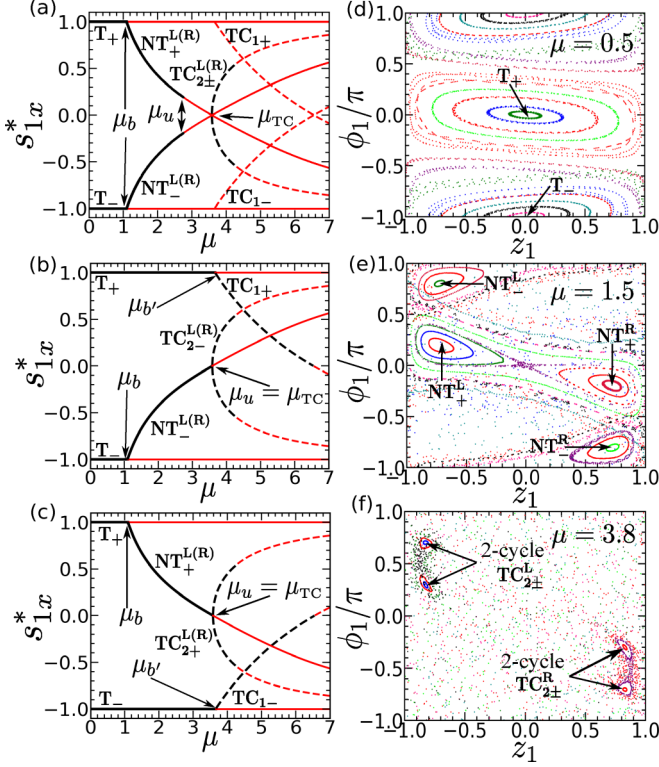 (a)
1.0
0.5
0.0
−0.5
−1.0
s*1x
T+
NT+^L(R)
TC1+
TC2±^L(R)
μb
μu
μTC
NT−^L(R)
T−
TC1−
0 1 2 3 4 5 6 7
μ
(d)
1.0
0.5
0.0
−0.5
−1.0
ϕ1/π
μ = 0.5
T+
T−
−1.0 −0.5 0.0 0.5 1.0
z1
(b)
1.0
0.5
0.0
−0.5
−1.0
s*1x
T+
TC1+
μb′
TC2−^L(R)
μb
μu = μTC
NT−^L(R)
T−
0 1 2 3 4 5 6 7
μ
(e)
1.0
0.5
0.0
−0.5
−1.0
ϕ1/π
NT−^L
μ = 1.5
NT+^R
NT+^L
NT−^R
−1.0 −0.5 0.0 0.5 1.0
z1
(c)
1.0
0.5
0.0
−0.5
−1.0
s*1x
T+
NT+^L(R)
μb
μu = μTC
TC2+^L(R)
μb′
T−
TC1−
0 1 2 3 4 5 6 7
μ
(f)
1.0
0.5
0.0
−0.5
−1.0
ϕ1/π
μ = 3.8
2-cycle
TC2±^L
2-cycle
TC2±^R
−1.0 −0.5 0.0 0.5 1.0
z1